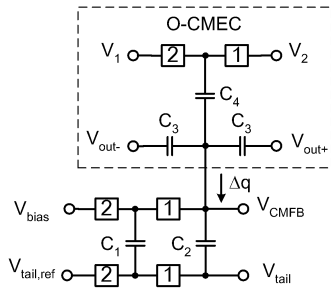 O-CMEC
V1 2 1 V2
C4
C3 C3
Vout- Vout+
Δq
Vbias 2 1 VCMFB
C1 C2
Vtail,ref 2 1 Vtail